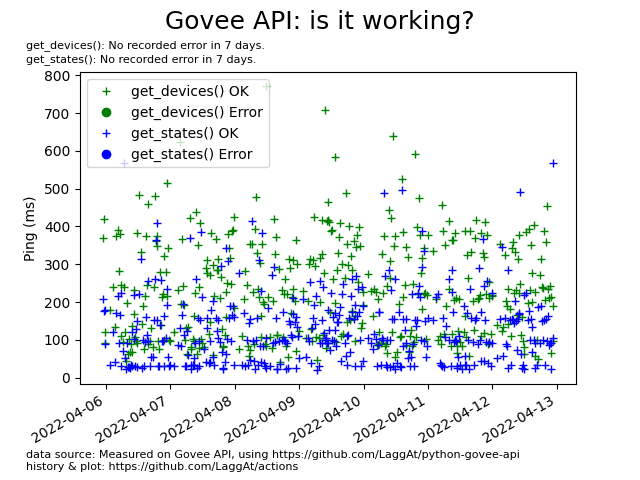 Govee API: is it working?
get_devices(): No recorded error in 7 days.
get_states(): No recorded error in 7 days.
800
700
600
500
400
300
200
100
0
Ping (ms)
get_devices() OK
get_devices() Error
get_states() OK
get_states() Error
2022-04-06
2022-04-07
2022-04-08
2022-04-09
2022-04-10
2022-04-11
2022-04-12
2022-04-13
data source: Measured on Govee API, using https://github.com/LaggAt/python-govee-api
history & plot: https://github.com/LaggAt/actions